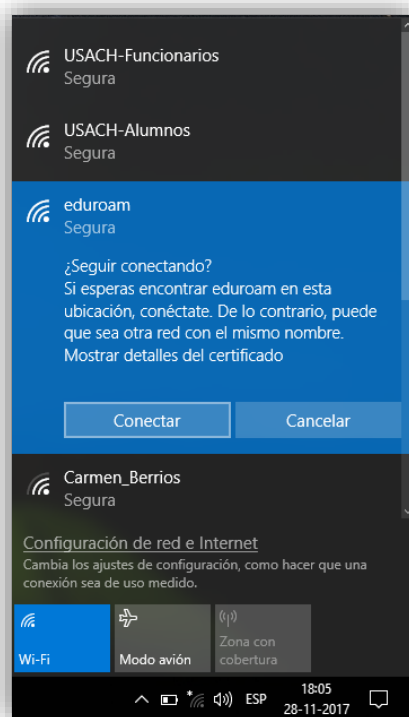 USACH-Funcionarios
Segura
USACH-Alumnos
Segura
eduroam
Segura
¿Seguir conectando?
Si esperas encontrar eduroam en esta
ubicación, conéctate. De lo contrario, puede
que sea otra red con el mismo nombre.
Mostrar detalles del certificado
Conectar
Cancelar
Carmen_Berrios
Segura
Configuración de red e Internet
Cambia los ajustes de configuración, como hacer que una
conexión sea de uso medido.
Wi-Fi
Modo avión
Zona con
cobertura
ESP
18:05
28-11-2017